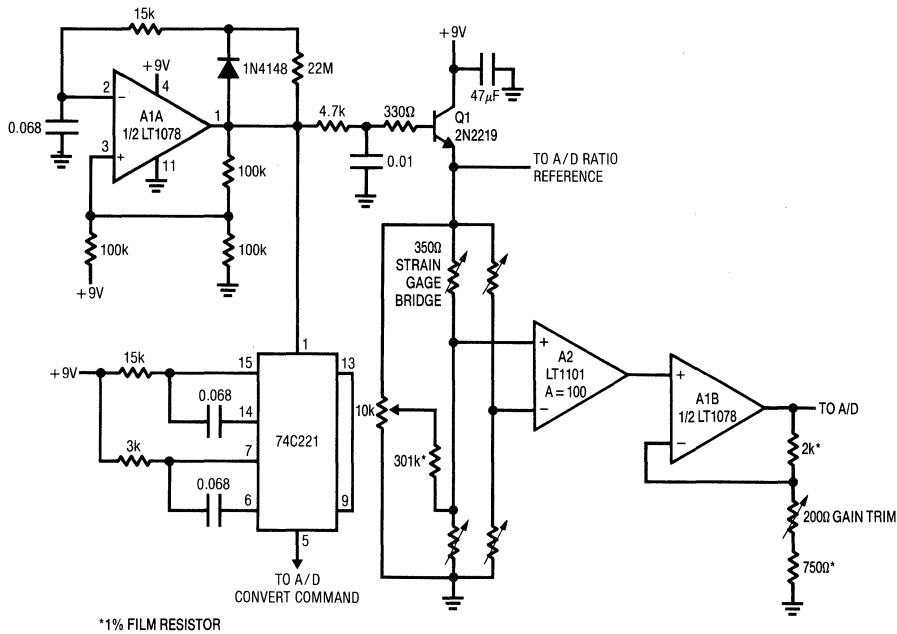 15k
+9V
+9V
2
−
4
1N4148
22M
47µF
4.7k
330Ω
Q1
2N2219
A1A
1/2 LT1078
1
0.068
3
+
11
0.01
100k
TO A/D RATIO
REFERENCE
100k
100k
+9V
350Ω
STRAIN
GAGE
BRIDGE
1
+9V
15k
15
13
0.068
14
74C221
3k
7
0.068
6
9
5
TO A/D
CONVERT COMMAND
10k
301k*
+
A2
LT1101
A = 100
−
+
A1B
1/2 LT1078
−
TO A/D
2k*
200Ω GAIN TRIM
750Ω*
*1% FILM RESISTOR